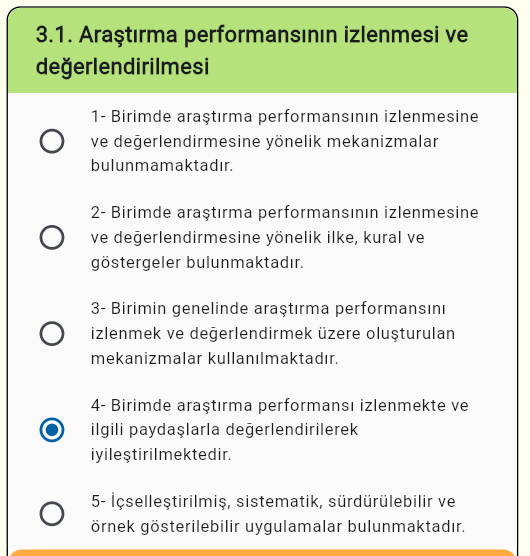 3.1. Araştırma performansının izlenmesi ve
değerlendirilmesi
1- Birimde araştırma performansının izlenmesine
ve değerlendirmesine yönelik mekanizmalar
bulunmamaktadır.
2- Birimde araştırma performansının izlenmesine
ve değerlendirmesine yönelik ilke, kural ve
göstergeler bulunmaktadır.
3- Birimin genelinde araştırma performansını
izlenmek ve değerlendirmek üzere oluşturulan
mekanizmalar kullanılmaktadır.
4- Birimde araştırma performansı izlenmekte ve
ilgili paydaşlarla değerlendirilerek
iyileştirilmektedir.
5- İçselleştirilmiş, sistematik, sürdürülebilir ve
örnek gösterilebilir uygulamalar bulunmaktadır.